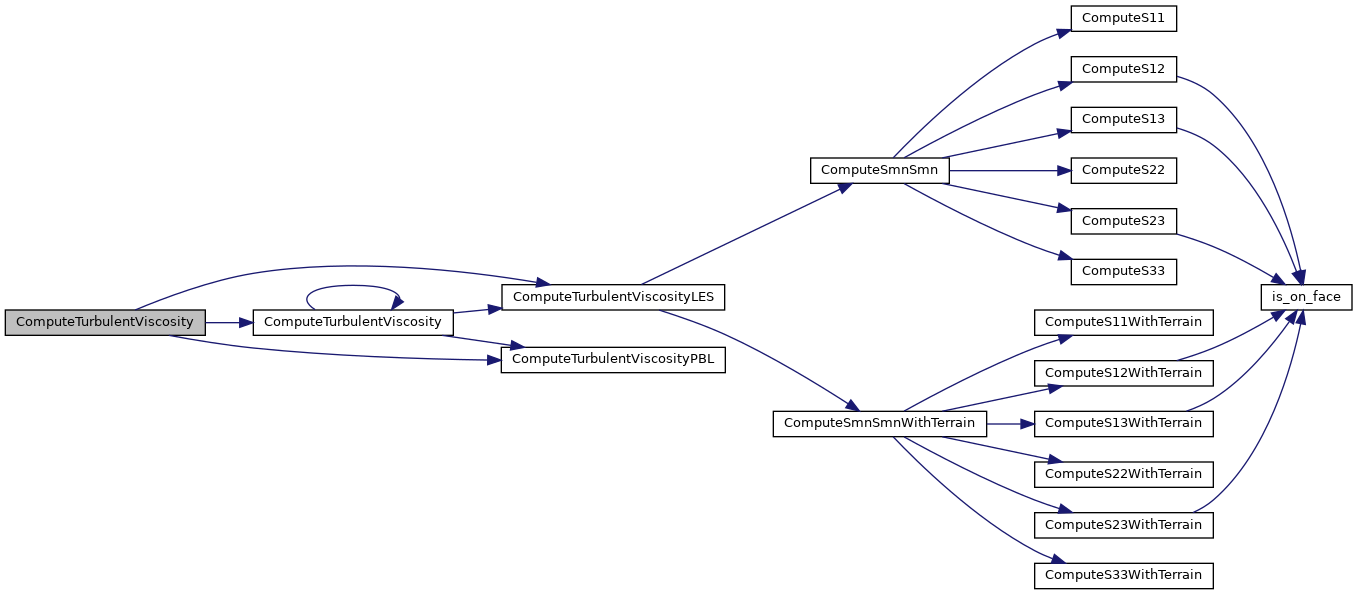 ComputeS11
ComputeS12
ComputeS13
ComputeSmnSmn
ComputeS22
ComputeS23
ComputeS33
ComputeTurbulentViscosityLES
is_on_face
ComputeTurbulentViscosity
ComputeTurbulentViscosity
ComputeS11WithTerrain
ComputeTurbulentViscosityPBL
ComputeS12WithTerrain
ComputeSmnSmnWithTerrain
ComputeS13WithTerrain
ComputeS22WithTerrain
ComputeS23WithTerrain
ComputeS33WithTerrain